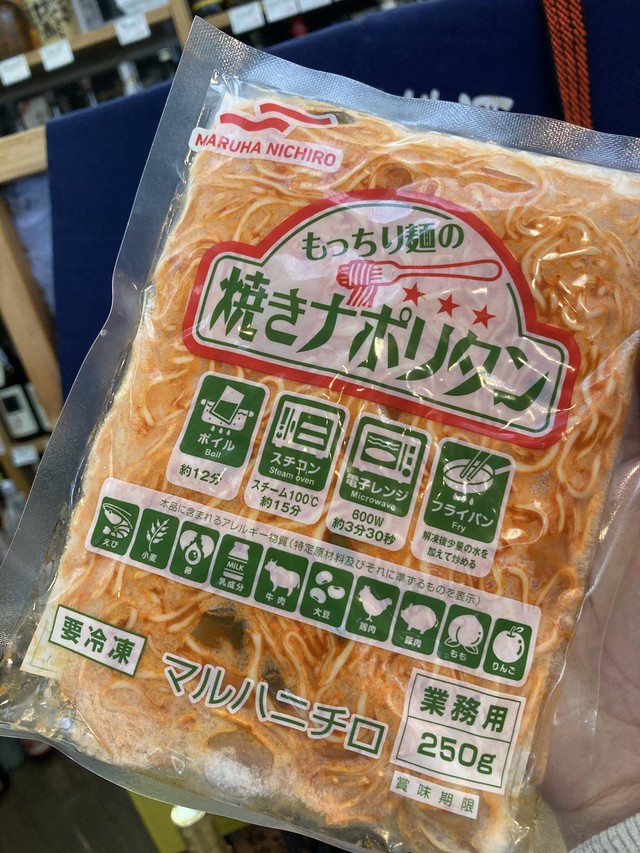 MARUHA NICHIRO
もっちり麺の
焼きナポリタン
ボイル
Boil
約12分
スチコン
Steam oven
スチーム100℃
約15分
電子レンジ
Microwave
600W
約3分30秒
フライパン
Fry
解凍後少量の水を
加えて炒める
本品に含まれるアレルギー物質(特定原材料及びそれに準ずるものを表示)
えび
小麦
卵
MILK
乳成分
牛肉
大豆
鶏肉
豚肉
もも
りんご
要冷凍
マルハニチロ
業務用
250g
賞味期限